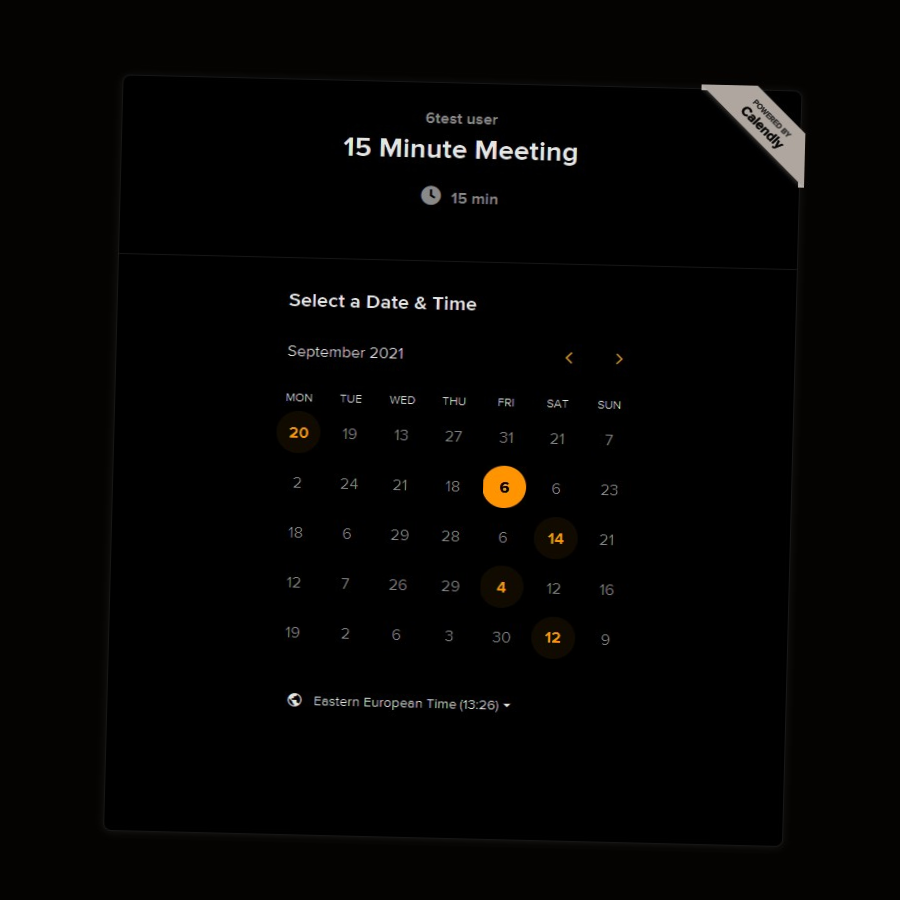 POWERED BY
Calendly
6test user
15 Minute Meeting
15 min
Select a Date & Time
September 2021
MON TUE WED THU FRI SAT SUN
20 19 13 27 31 21 7
2 24 21 18 6 6 23
18 6 29 28 6 14 21
12 7 26 29 4 12 16
19 2 6 3 30 12 9
Eastern European Time (13:26)